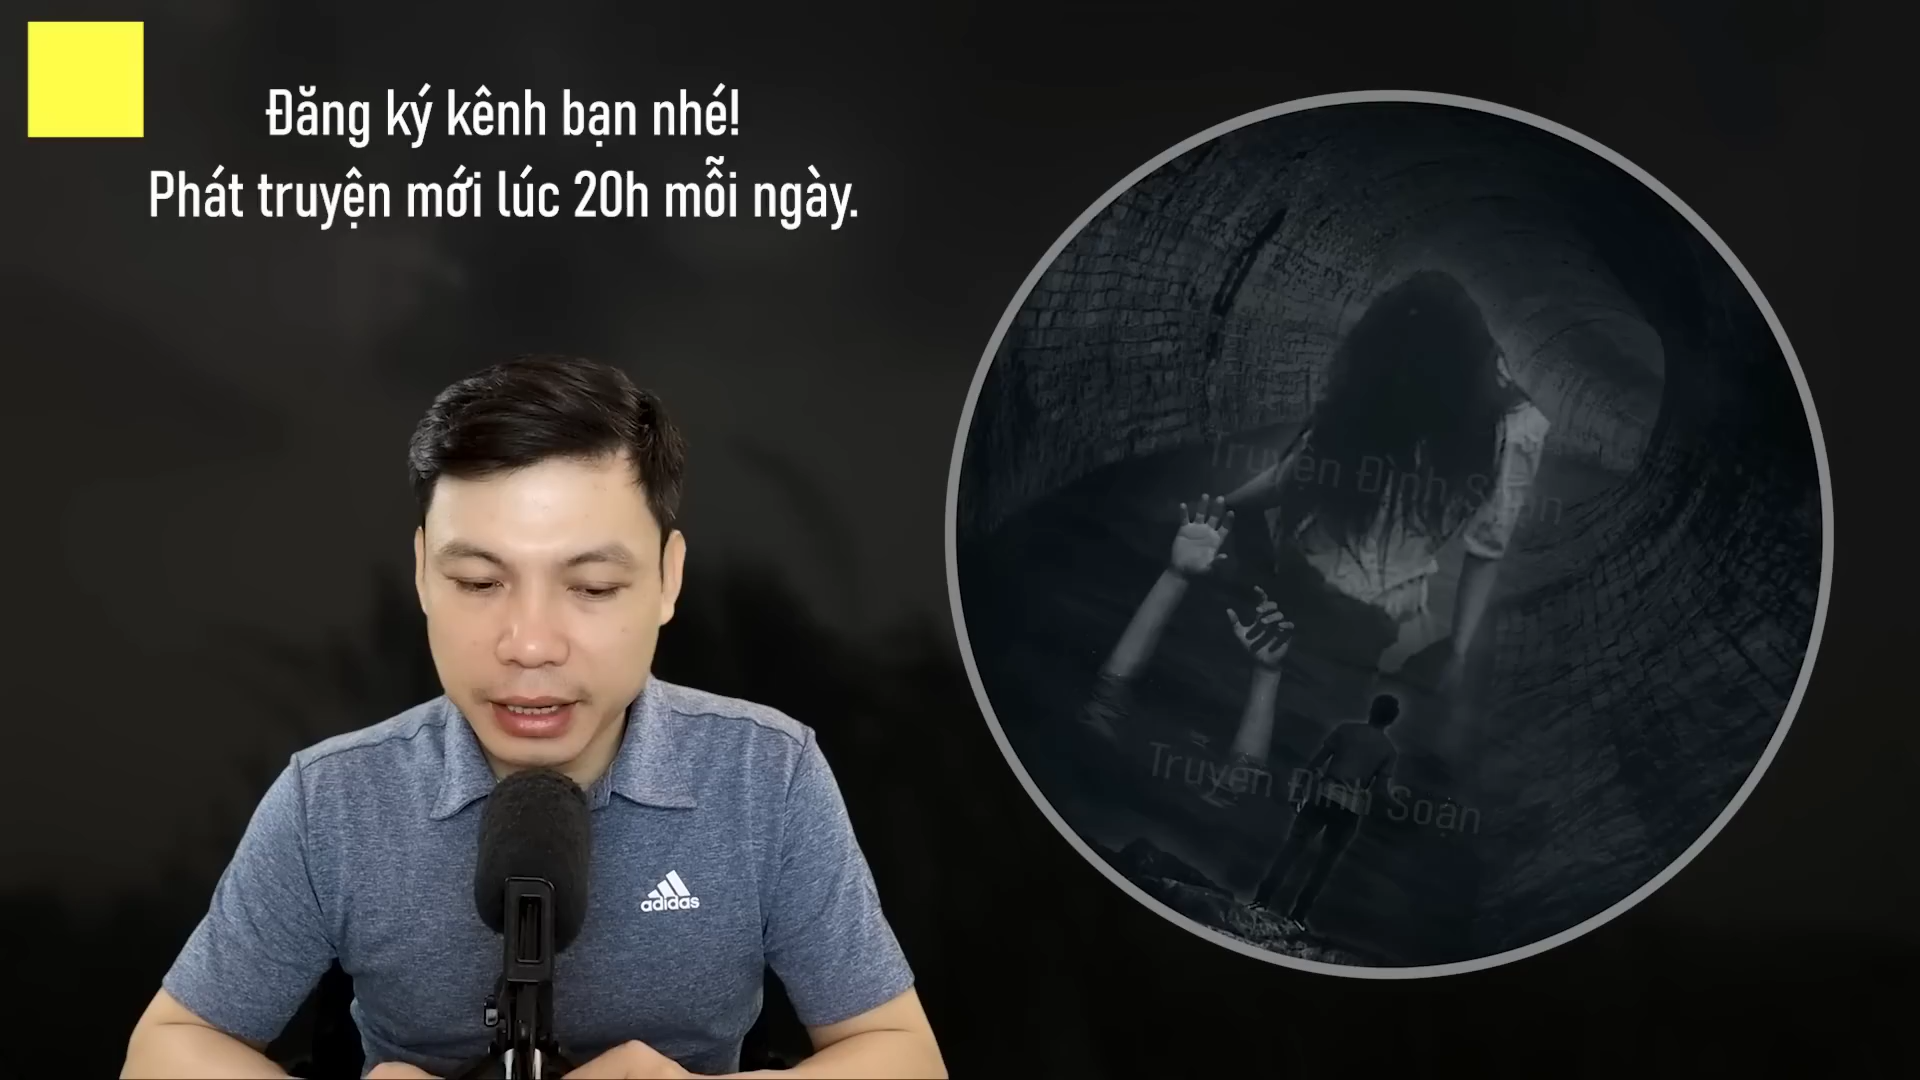 Đăng ký kênh bạn nhé!
Phát truyện mới lúc 20h mỗi ngày.
Truyện Đình Soạn
Truyện Đình Soạn
adidas